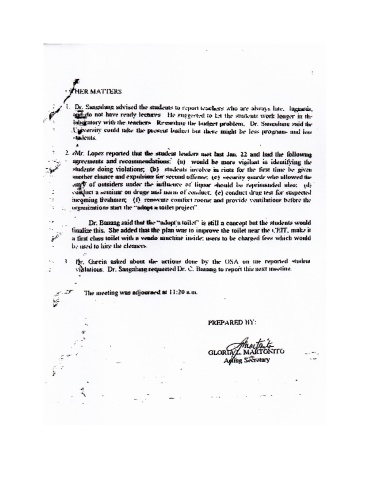 HER MATTERS
1. Dr. Sangalang advised the students to report teachers who are always late, laguards,
and do not have ready lectures. He suggested to let the students work longer in the
laboratory with the teachers. Regarding the budget problem, Dr. Sangalang said the
University could take the present budget but there might be less programs and less
students.
2. Mr. Lopez reported that the student leaders met last Jan. 22 and had the following
agreements and recommendations: (a) would be more vigilant in identifying the
students doing violations; (b) students involve in riots for the first time be given
another chance and expulsion for second offense; (c) security guards who allowed the
entry of outsiders under the influence of liquor should be reprimanded also; (d)
conduct a seminar on drugs and norm of conduct; (e) conduct drug test for suspected
incoming freshmen; (f) renovate comfort rooms and provide ventilations before the
organizations start the "adopt a toilet project"
Dr. Banang said that the "adopt a toilet" is still a concept but the students would
finalize this. She added that the plan was to improve the toilet near the CEIT, make it
a first class toilet with a vendo machine inside; users to be charged fees which would
be used to hire the cleaners.
3. Mr. Garcia asked about the actions done by the OSA on the reported student
violations. Dr. Sangalang requested Dr. C. Banang to report this next meeting.
The meeting was adjourned at 11:20 a.m.
PREPARED BY:
GLORIA L. MARTONITO
Acting Secretary